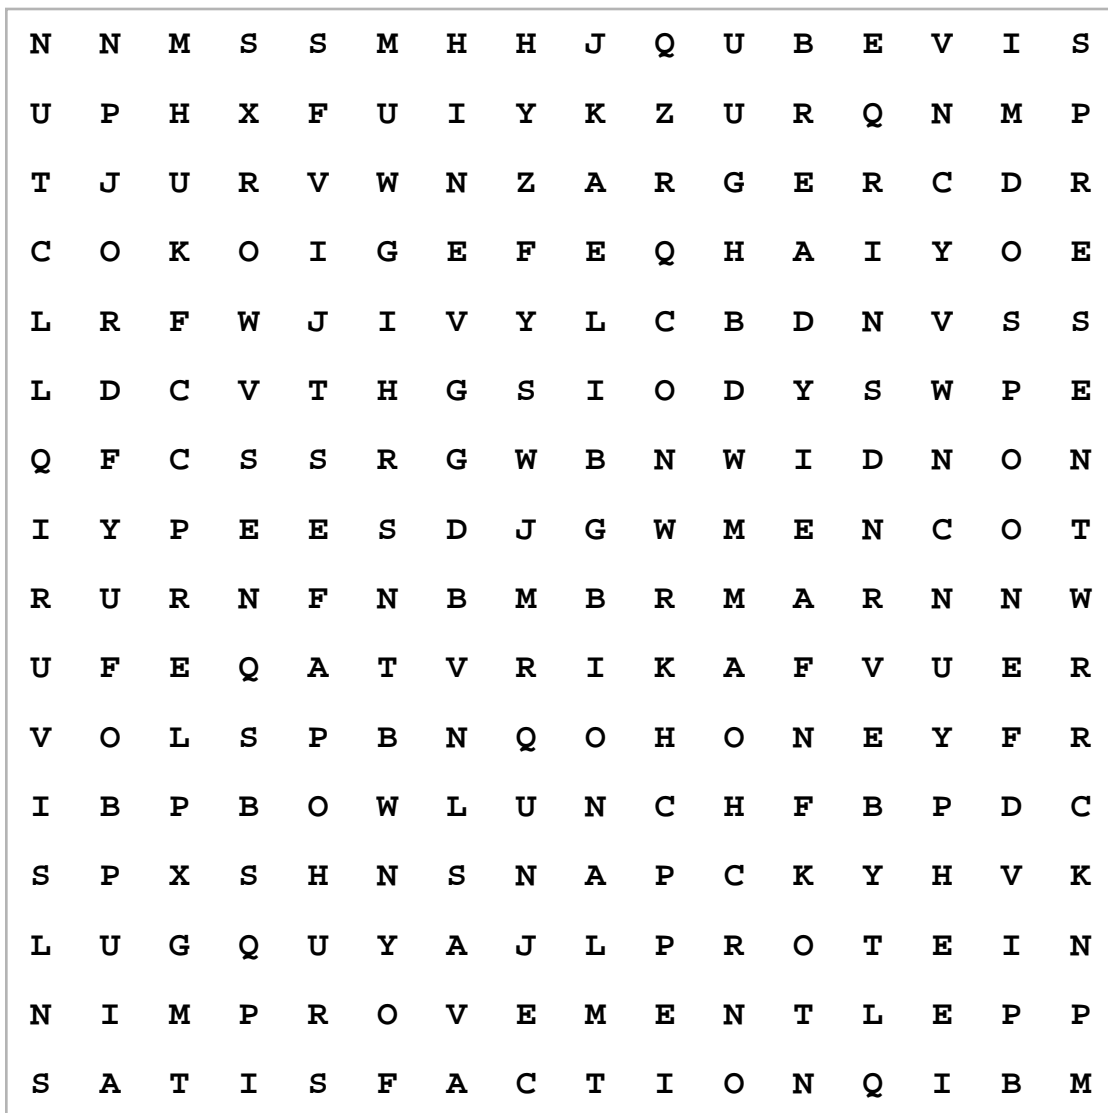 N N M S S M H H J Q U B E V I S
U P H X F U I Y K Z U R Q N M P
T J U R V W N Z A R G E R C D R
C O K O I G E F E Q H A I Y O E
L R F W J I V Y L C B D N V S S
L D C V T H G S I O D Y S W P E
Q F C S S R G W B N W I D N O N
I Y P E E S D J G W M E N C O T
R U R N F N B M B R M A R N N W
U F E Q A T V R I K A F V U E R
V O L S P B N Q O H O N E Y F R
I B P B O W L U N C H F B P D C
S P X S H N S N A P C K Y H V K
L U G Q U Y A J L P R O T E I N
N I M P R O V E M E N T L E P P
S A T I S F A C T I O N Q I B M